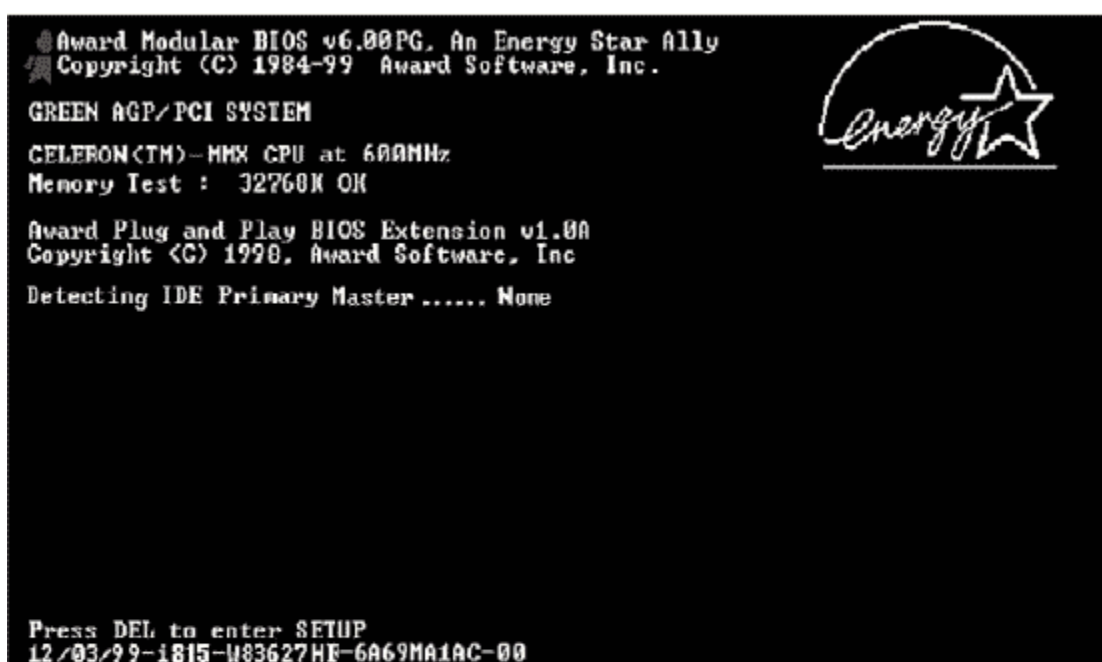 Award Modular BIOS v6.00PG, An Energy Star Ally
Copyright (C) 1984-99 Award Software, Inc.
energy
GREEN AGP/PCI SYSTEM
CELERON(TM)-MMX CPU at 600MHz
Memory Test : 32768K OK
Award Plug and Play BIOS Extension v1.0A
Copyright (C) 1998, Award Software, Inc
Detecting IDE Primary Master ...... None
Press DEL to enter SETUP
12/03/99-i815-W83627HF-6A69MA1AC-00